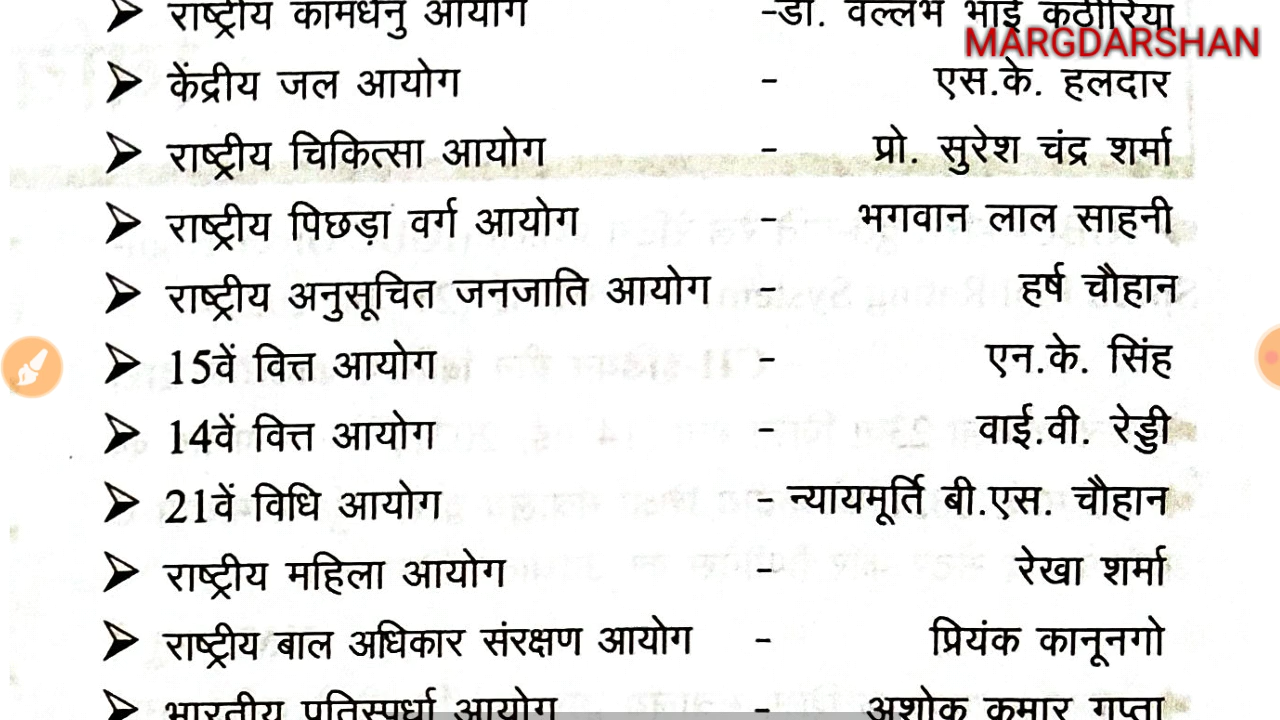 ➤ राष्ट्रीय कामधेनु आयोग -डॉ. वल्लभ भाई कठीरिया
MARGDARSHAN
➤ केंद्रीय जल आयोग - एस.के. हलदार
➤ राष्ट्रीय चिकित्सा आयोग - प्रो. सुरेश चंद्र शर्मा
➤ राष्ट्रीय पिछड़ा वर्ग आयोग - भगवान लाल साहनी
➤ राष्ट्रीय अनुसूचित जनजाति आयोग - हर्ष चौहान
➤ 15वें वित्त आयोग - एन.के. सिंह
➤ 14वें वित्त आयोग - वाई.वी. रेड्डी
➤ 21वें विधि आयोग - न्यायमूर्ति बी.एस. चौहान
➤ राष्ट्रीय महिला आयोग - रेखा शर्मा
➤ राष्ट्रीय बाल अधिकार संरक्षण आयोग - प्रियंक कानूनगो
➤ भारतीय प्रतिस्पर्धा आयोग - अशोक कुमार गुप्ता